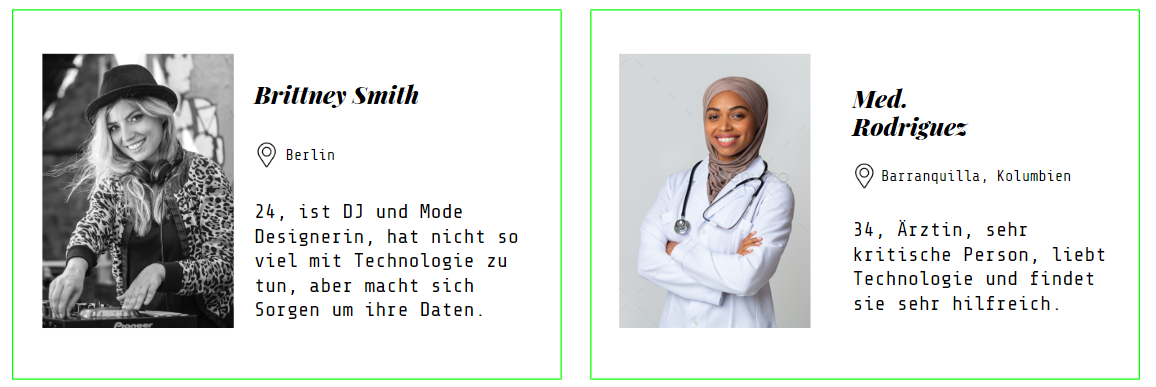 Brittney Smith
Berlin
24, ist DJ und Mode
Designerin, hat nicht so
viel mit Technologie zu
tun, aber macht sich
Sorgen um ihre Daten.
Pioneer
Med.
Rodriguez
Barranquilla, Kolumbien
34, Ärztin, sehr
kritische Person, liebt
Technologie und findet
sie sehr hilfreich.